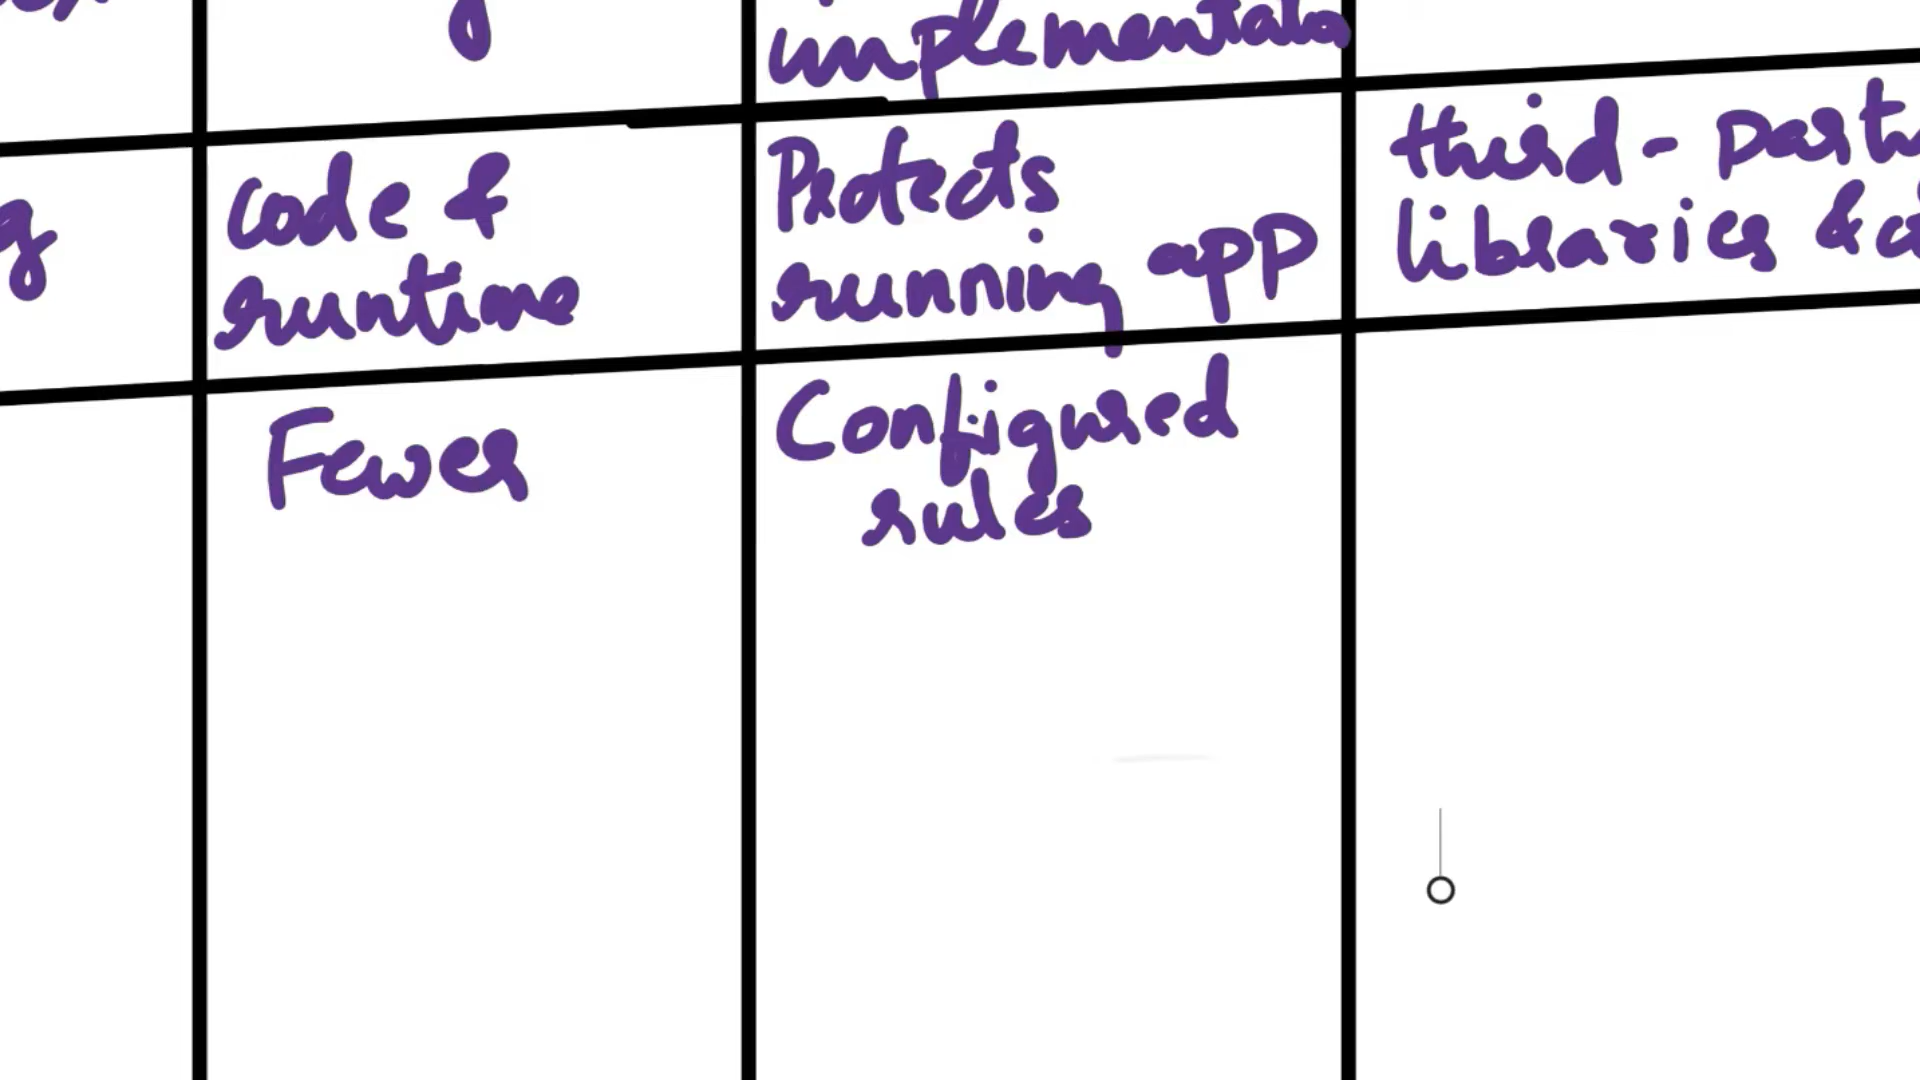 implementation
Code &
runtime
Protects
running app
third-party
libraries &
Fewer
Configured
rules